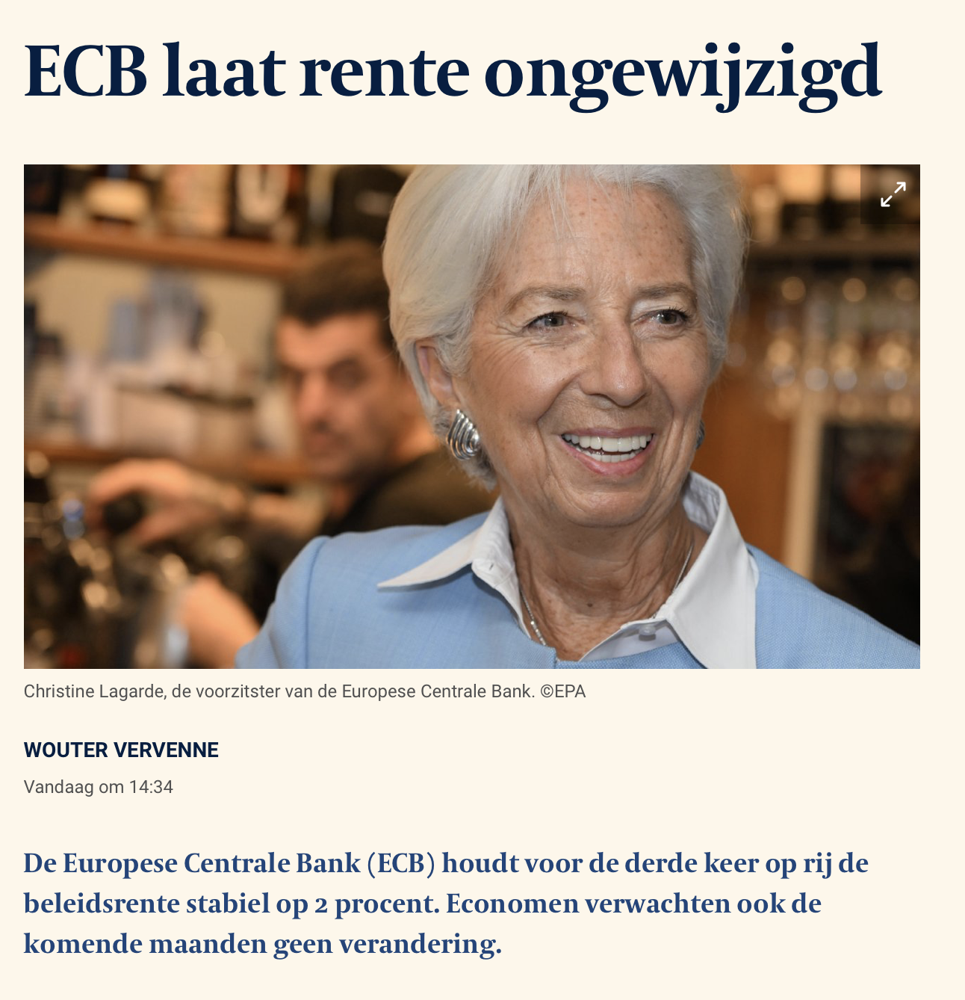 ECB laat rente ongewijzigd
Christine Lagarde, de voorzitster van de Europese Centrale Bank. ©EPA
WOUTER VERVENNE
Vandaag om 14:34
De Europese Centrale Bank (ECB) houdt voor de derde keer op rij de
beleidsrente stabiel op 2 procent. Economen verwachten ook de
komende maanden geen verandering.